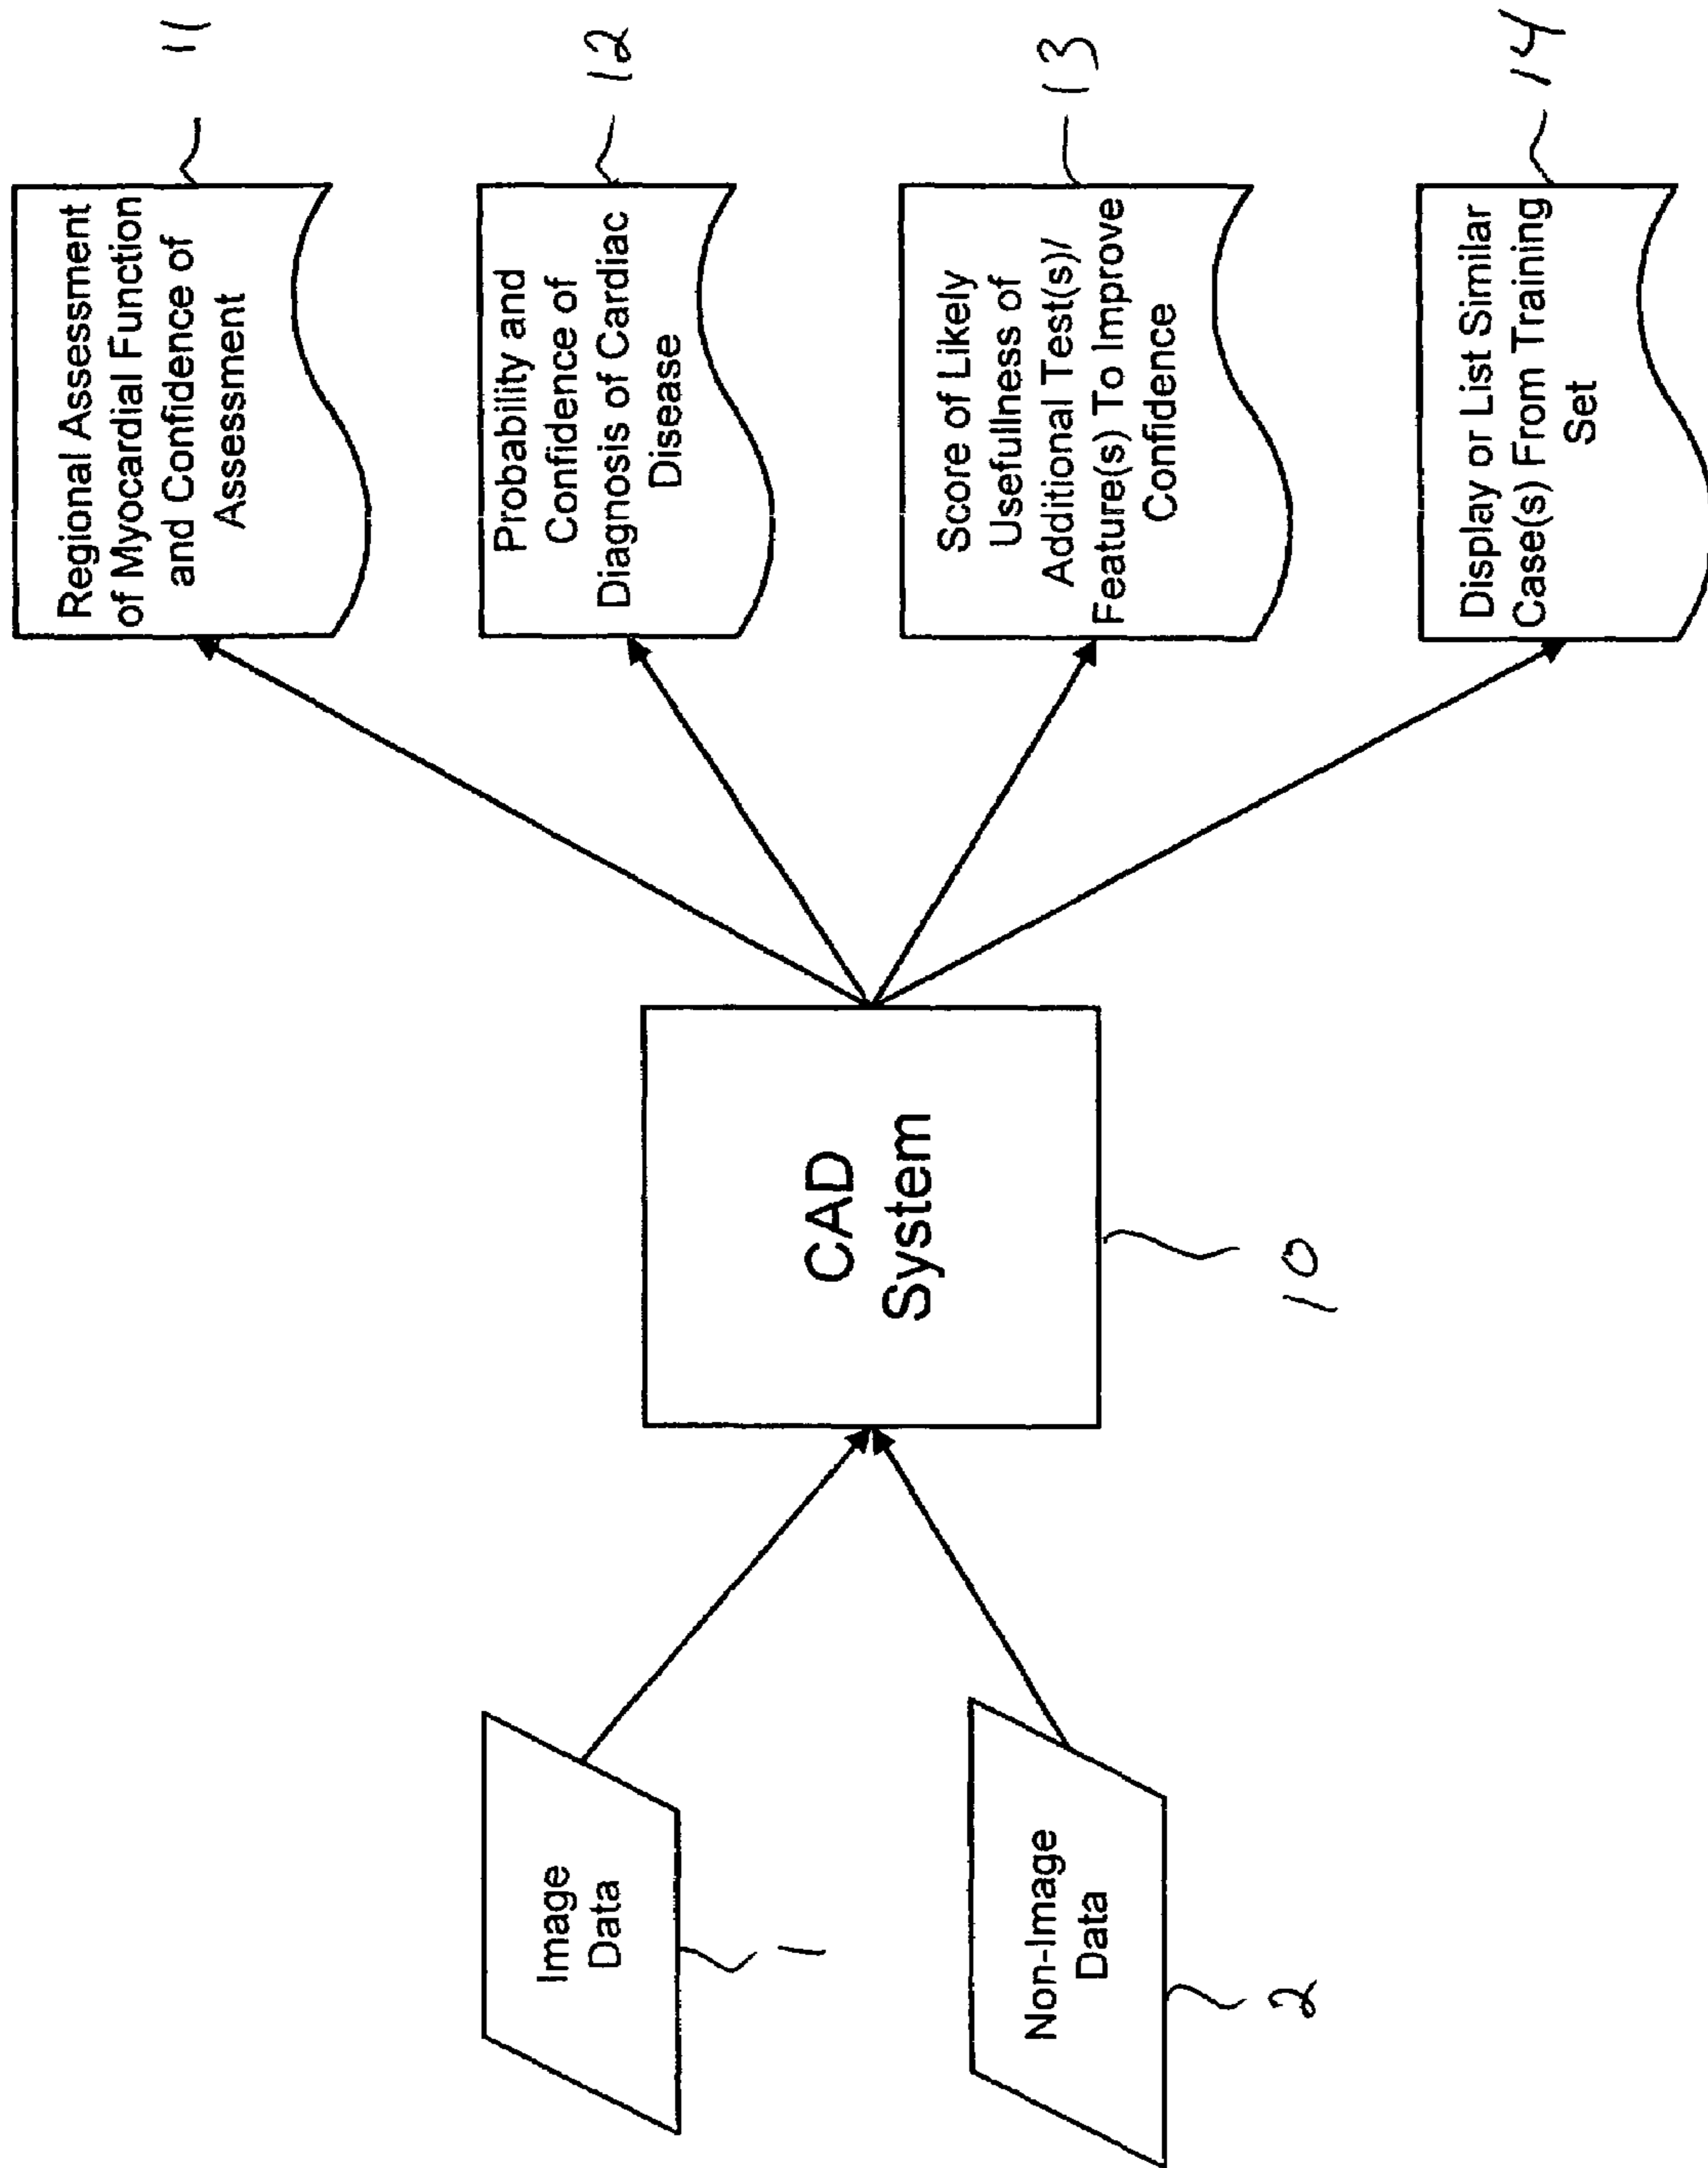 Image
Data
1
Non-Image
Data
2
CAD
System
10
Regional Assessment
of Myocardial Function
and Confidence of
Assessment
11
Probability and
Confidence of
Diagnosis of Cardiac
Disease
12
Score of Likely
Usefullness of
Additional Test(s)/
Feature(s) To Improve
Confidence
13
Display or List Similar
Case(s) From Training
Set
14